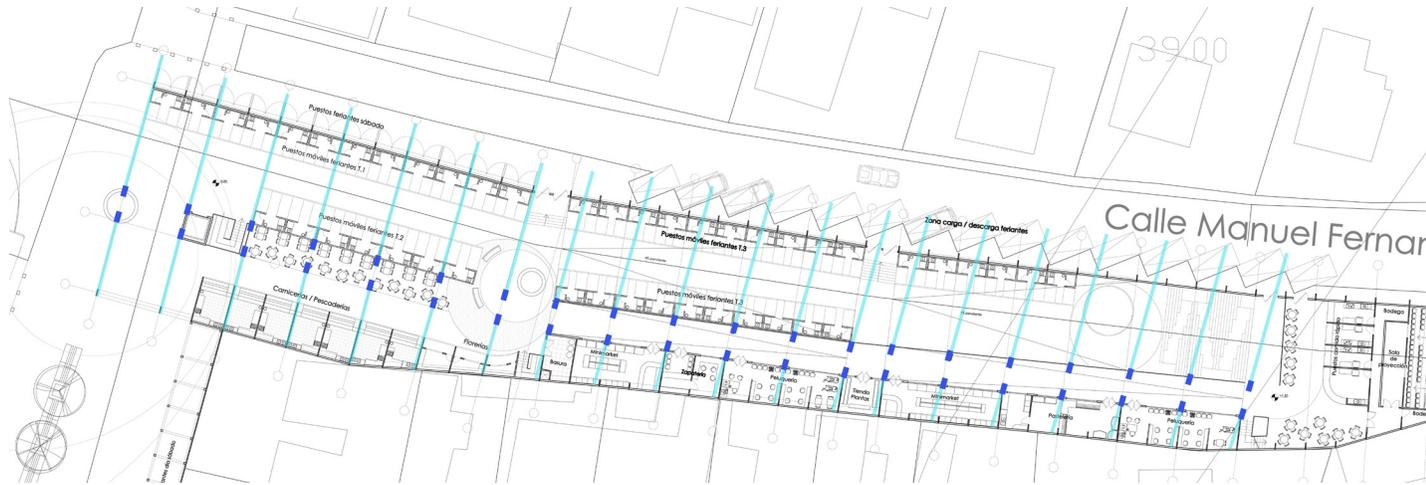 39.00
Puestos feriantes sábado
Puestos móviles feriantes T.1
Puestos móviles feriantes T.2
Zona carga / descarga feriantes
Calle Manuel Fernar
Puestos móviles feriantes T.3
Puestos móviles feriantes T.3
Carnicerías / Pescaderías
Florerías
Basura
Minimarket
Zapatería
Peluquería
Tienda
Plantas
Minimarket
Pastelería
Peluquería
Bodega
Sala
de
proyección